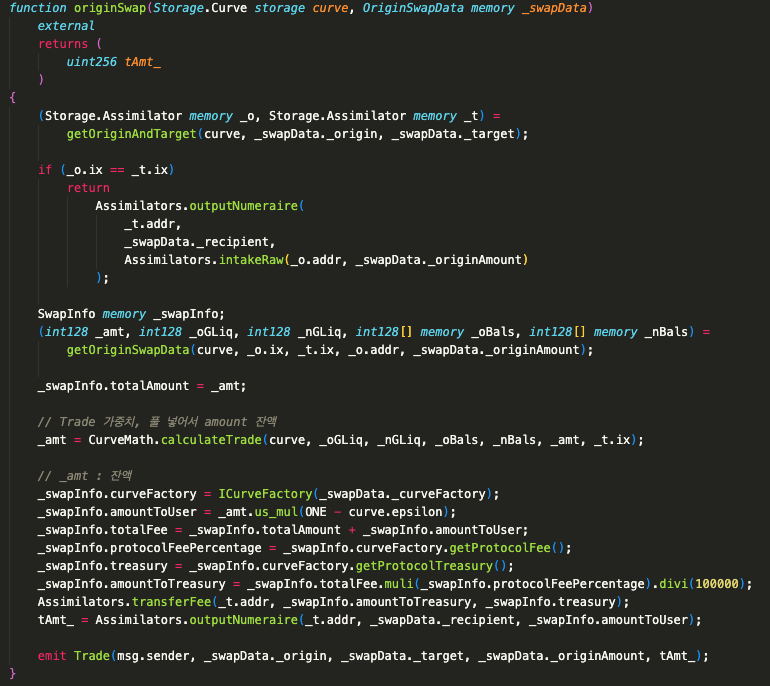 function originSwap(Storage.Curve storage curve, OriginSwapData memory _swapData)
external
returns (
uint256 tAmt_
)
{
(Storage.Assimilator memory _o, Storage.Assimilator memory _t) =
getOriginAndTarget(curve, _swapData._origin, _swapData._target);
if (_o.ix == _t.ix)
return
Assimilators.outputNumeraire(
_t.addr,
_swapData._recipient,
Assimilators.intakeRaw(_o.addr, _swapData._originAmount)
);
SwapInfo memory _swapInfo;
(int128 _amt, int128 _oGLiq, int128 _nGLiq, int128[] memory _oBals, int128[] memory _nBals) =
getOriginSwapData(curve, _o.ix, _t.ix, _o.addr, _swapData._originAmount);
_swapInfo.totalAmount = _amt;
// Trade 가중치, 풀 넣어서 amount 잔액
_amt = CurveMath.calculateTrade(curve, _oGLiq, _nGLiq, _oBals, _nBals, _amt, _t.ix);
// _amt : 잔액
_swapInfo.curveFactory = ICurveFactory(_swapData._curveFactory);
_swapInfo.amountToUser = _amt.us_mul(ONE - curve.epsilon);
_swapInfo.totalFee = _swapInfo.totalAmount + _swapInfo.amountToUser;
_swapInfo.protocolFeePercentage = _swapInfo.curveFactory.getProtocolFee();
_swapInfo.treasury = _swapInfo.curveFactory.getProtocolTreasury();
_swapInfo.amountToTreasury = _swapInfo.totalFee.muli(_swapInfo.protocolFeePercentage).divi(100000);
Assimilators.transferFee(_t.addr, _swapInfo.amountToTreasury, _swapInfo.treasury);
tAmt_ = Assimilators.outputNumeraire(_t.addr, _swapData._recipient, _swapInfo.amountToUser);
emit Trade(msg.sender, _swapData._origin, _swapData._target, _swapData._originAmount, tAmt_);
}